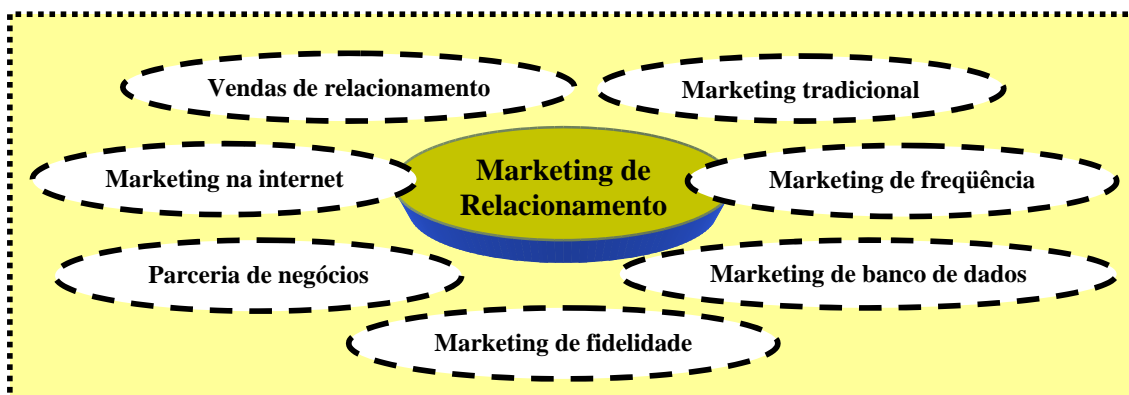 Vendas de relacionamento
Marketing tradicional
Marketing na internet
Marketing de
Relacionamento
Marketing de freqüência
Parceria de negócios
Marketing de banco de dados
Marketing de fidelidade